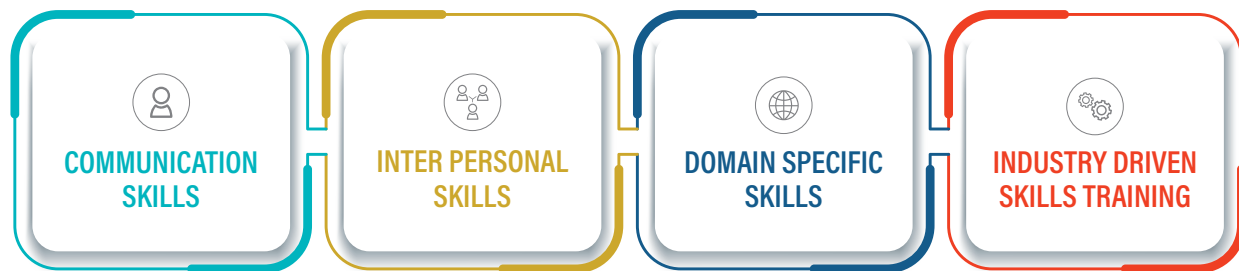 COMMUNICATION
SKILLS
INTER PERSONAL
SKILLS
DOMAIN SPECIFIC
SKILLS
INDUSTRY DRIVEN
SKILLS TRAINING